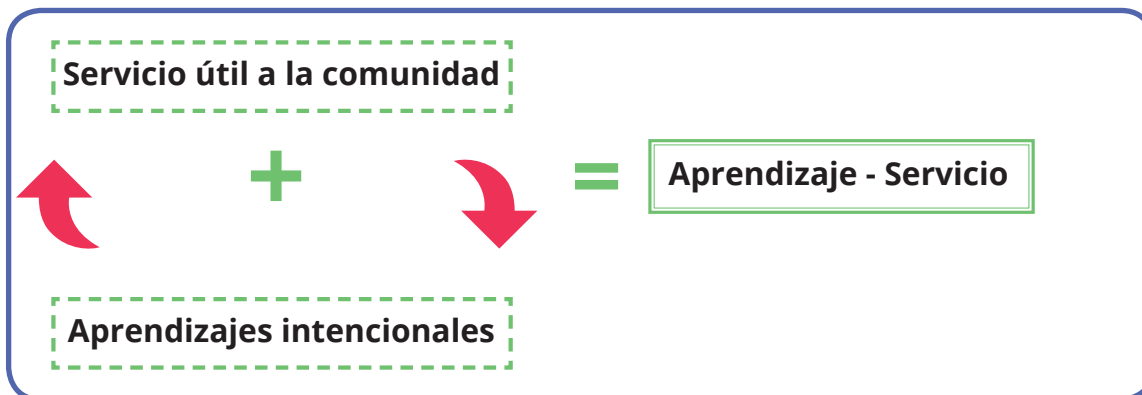 Servicio útil a la comunidad
+
=
Aprendizaje - Servicio
Aprendizajes intencionales